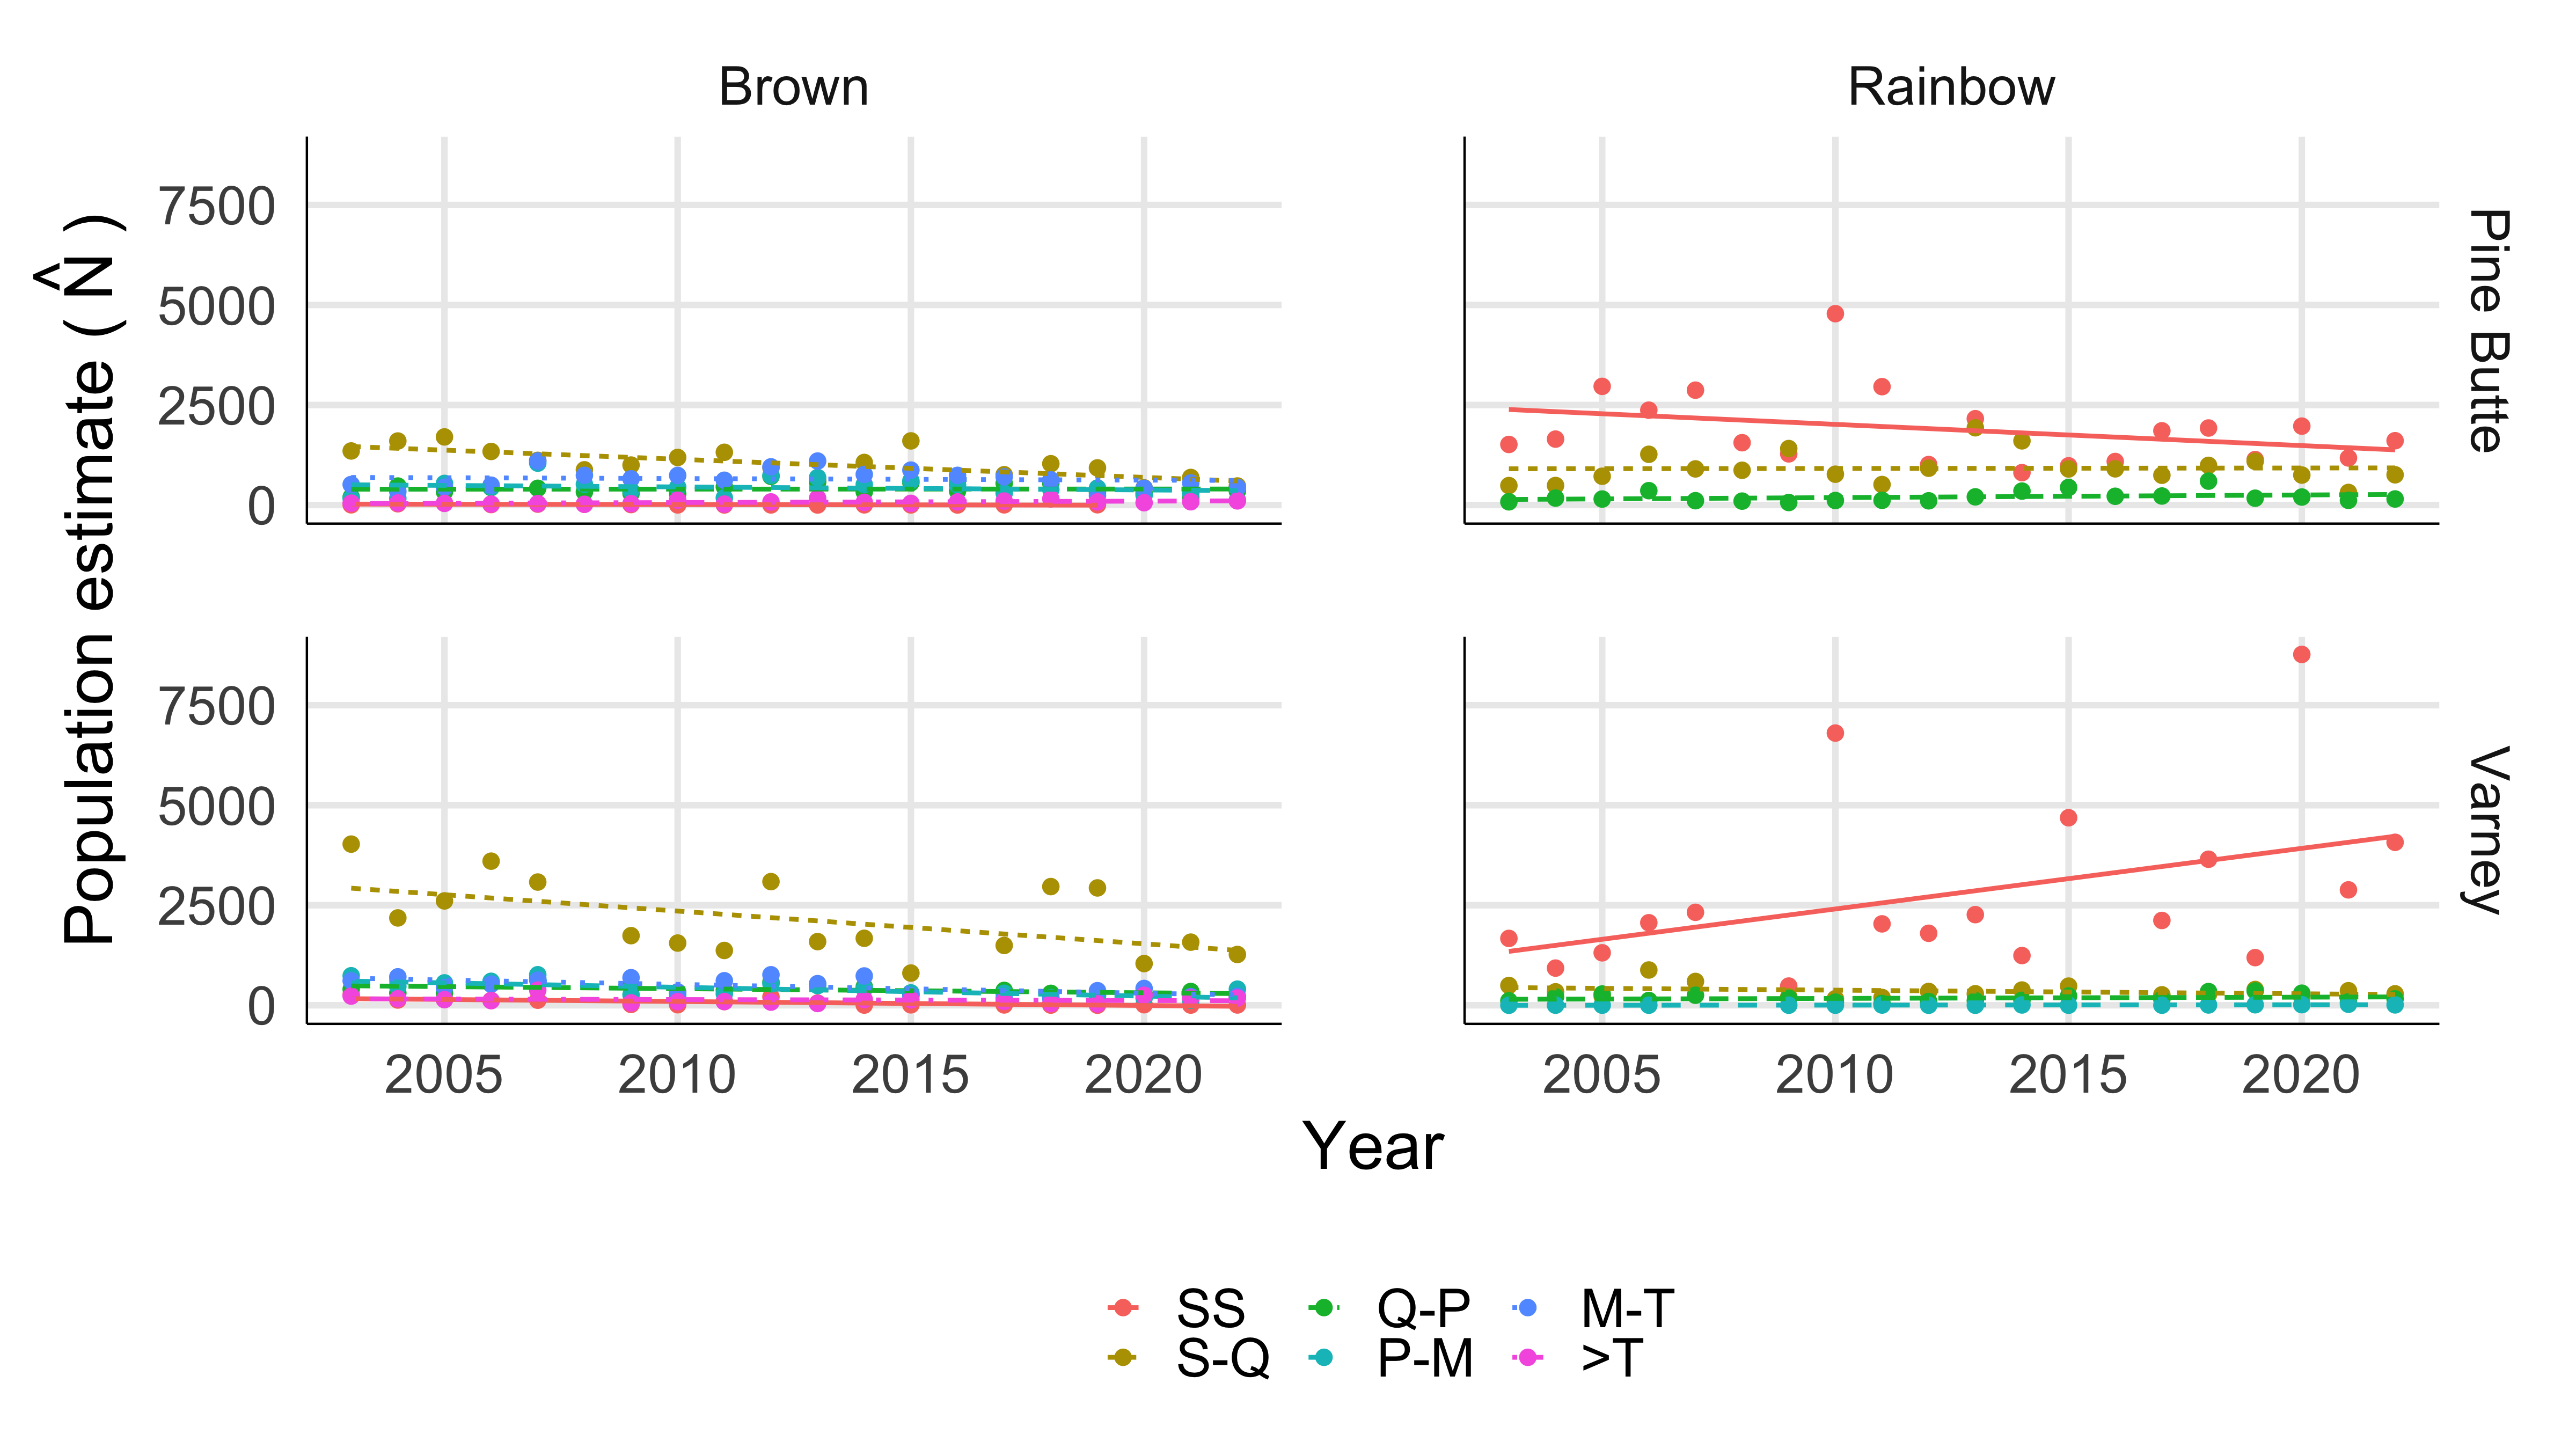 Brown
Rainbow
7500
5000
2500
0
Pine Butte
Population estimate ( N̂ )
7500
5000
2500
0
Varney
2005 2010 2015 2020
2005 2010 2015 2020
Year
SS Q-P M-T
S-Q P-M >T